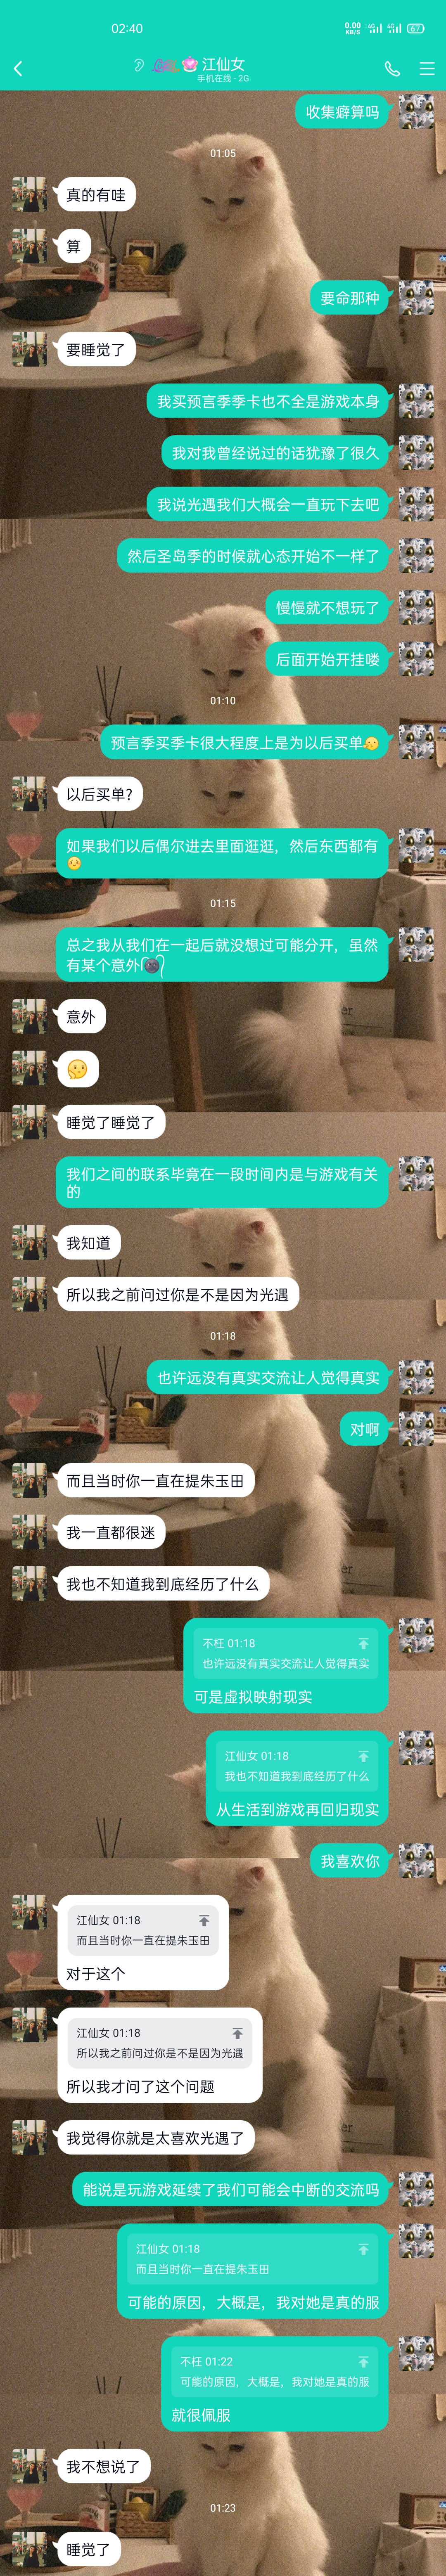 02:40
0.00
KB/S
4G
4G
67
江仙女
手机在线 - 2G
收集癖算吗
01:05
真的有哇
算
要命那种
要睡觉了
我买预言季季卡也不全是游戏本身
我对我曾经说过的话犹豫了很久
我说光遇我们大概会一直玩下去吧
然后圣岛季的时候就心态开始不一样了
慢慢就不想玩了
后面开始开挂喽
01:10
预言季买季卡很大程度上是为以后买单🫠
以后买单?
如果我们以后偶尔进去里面逛逛，然后东西都有
01:15
总之我从我们在一起后就没想过可能分开，虽然
有某个意外
意外
睡觉了睡觉了
我们之间的联系毕竟在一段时间内是与游戏有关
的
我知道
所以我之前问过你是不是因为光遇
01:18
也许远没有真实交流让人觉得真实
对啊
而且当时你一直在提朱玉田
我一直都很迷
我也不知道我到底经历了什么
不枉 01:18
也许远没有真实交流让人觉得真实
可是虚拟映射现实
江仙女 01:18
我也不知道我到底经历了什么
从生活到游戏再回归现实
我喜欢你
江仙女 01:18
而且当时你一直在提朱玉田
对于这个
江仙女 01:18
所以我之前问过你是不是因为光遇
所以我才问了这个问题
我觉得你就是太喜欢光遇了
能说是玩游戏延续了我们可能会中断的交流吗
江仙女 01:18
而且当时你一直在提朱玉田
可能的原因，大概是，我对她是真的服
不枉 01:22
可能的原因，大概是，我对她是真的服
就很佩服
我不想说了
01:23
睡觉了